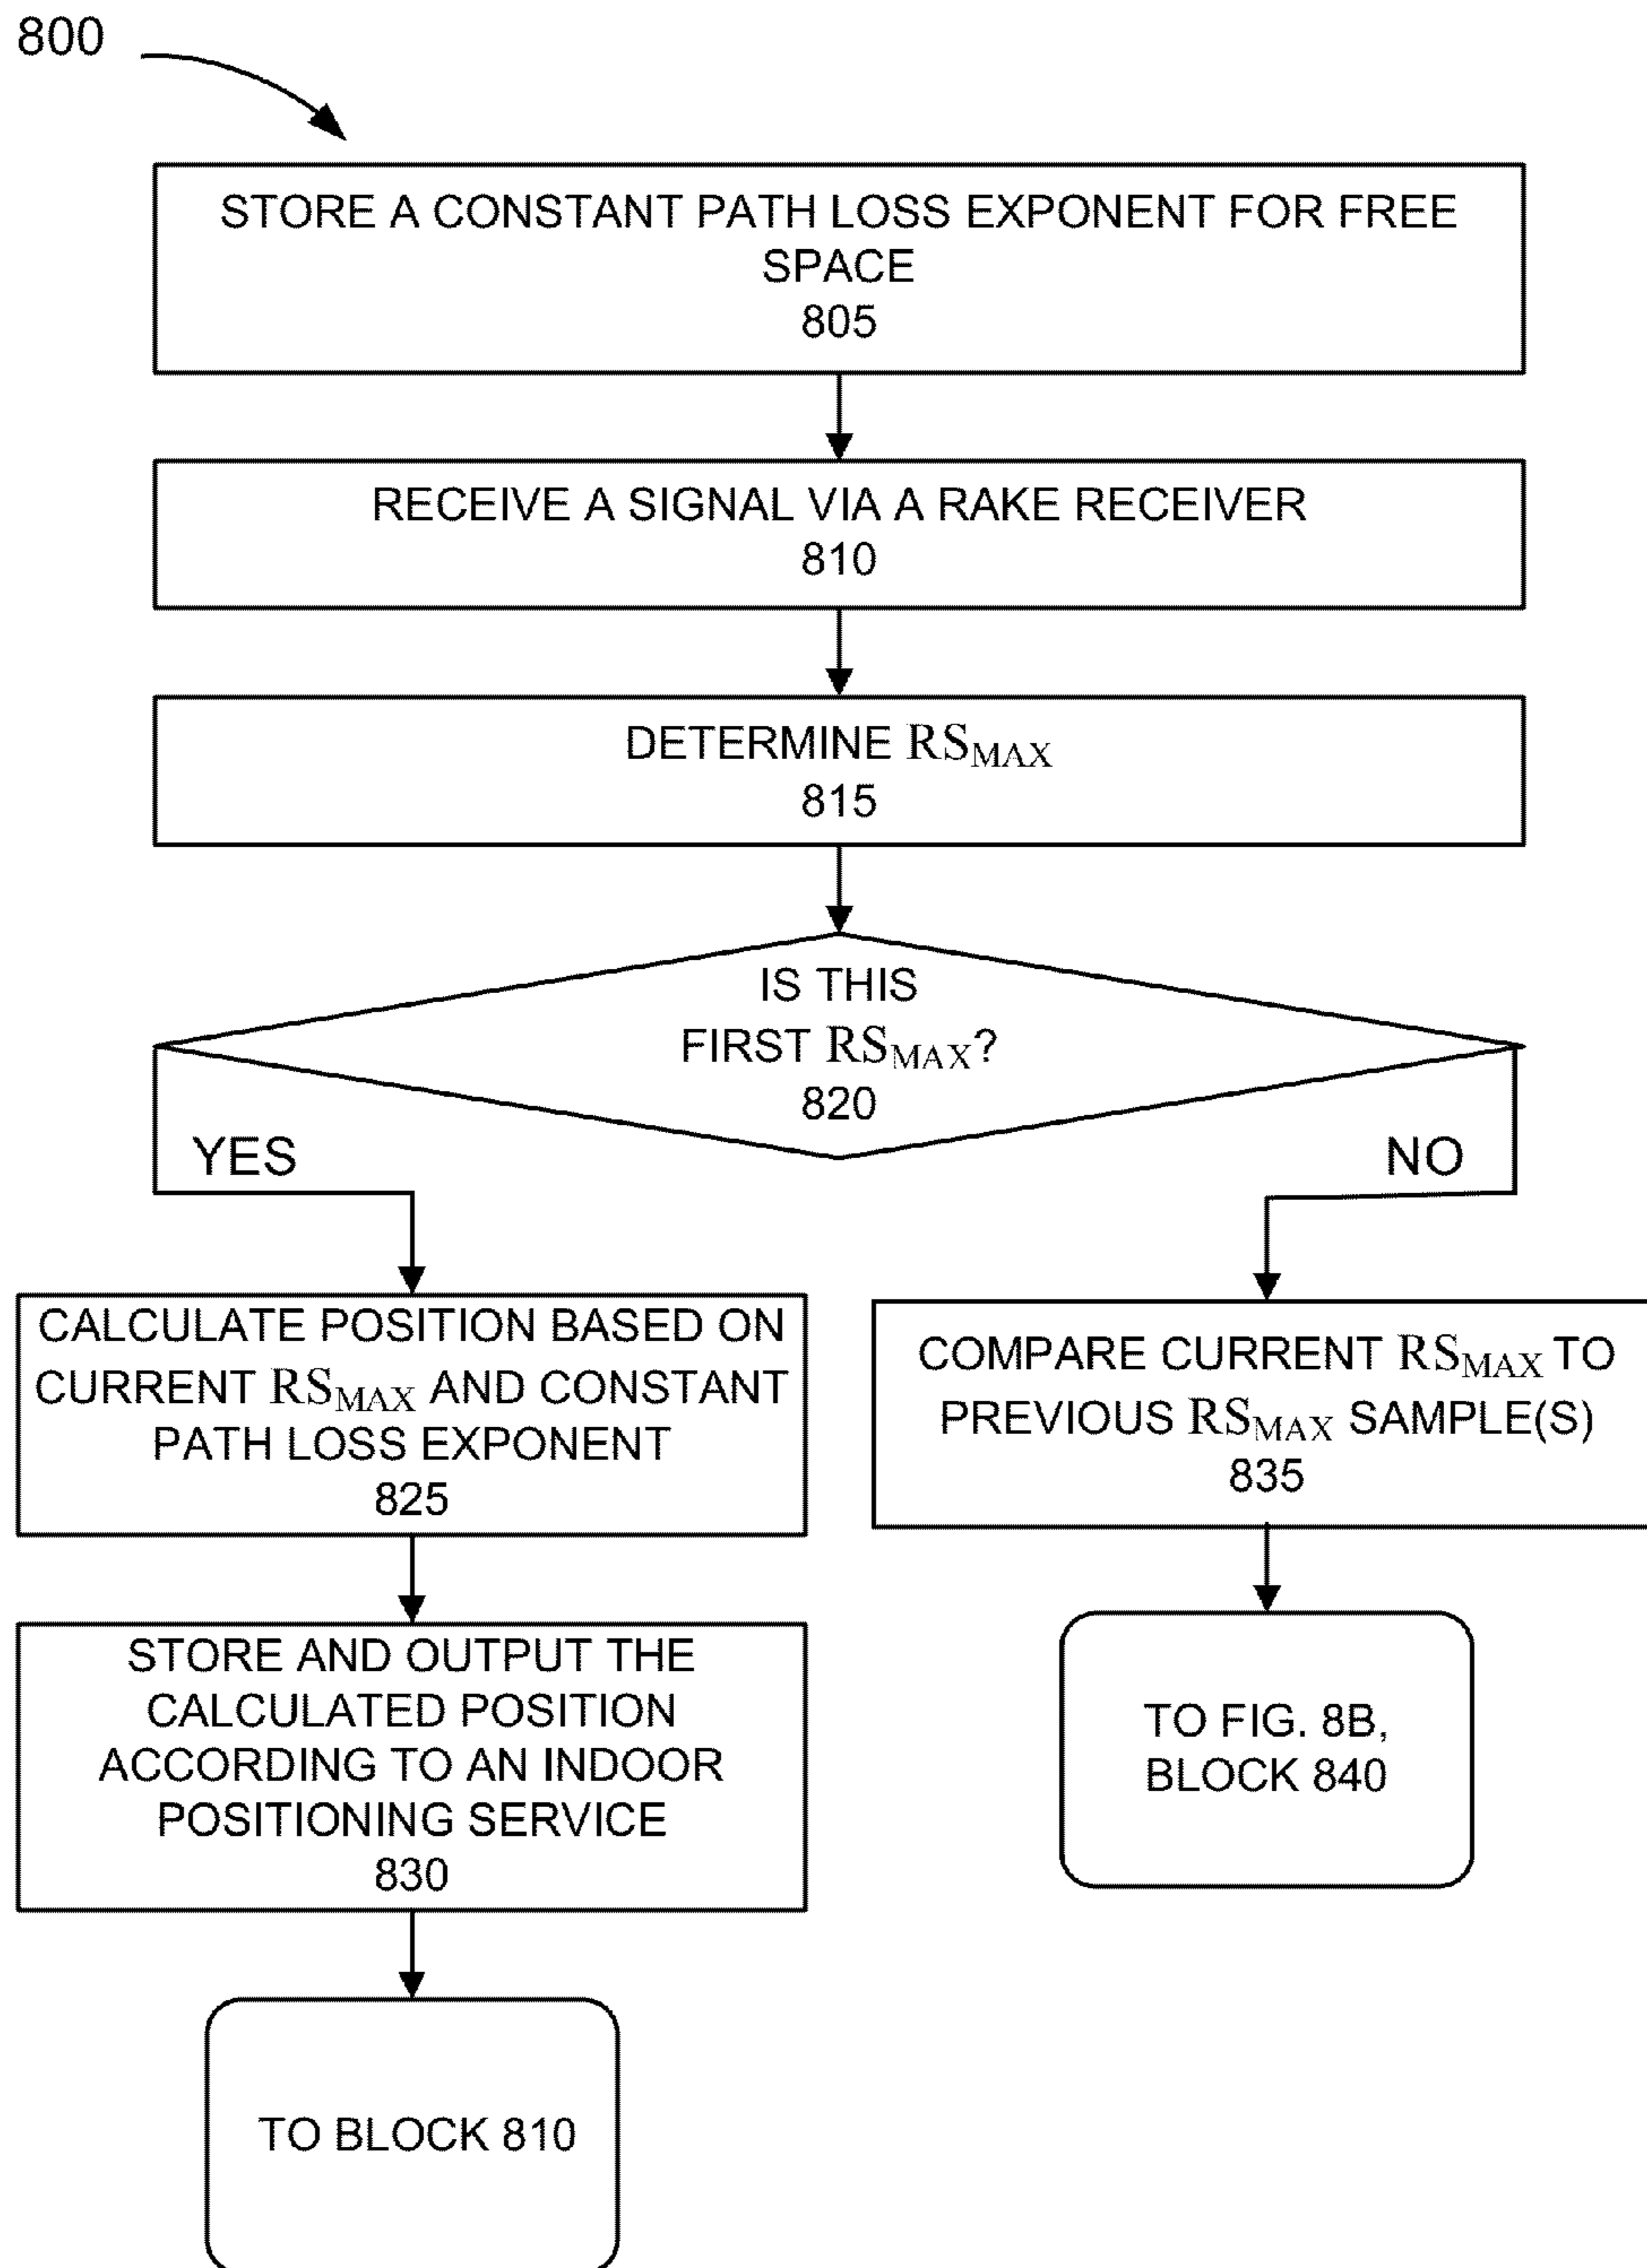 800
STORE A CONSTANT PATH LOSS EXPONENT FOR FREE
SPACE
805
RECEIVE A SIGNAL VIA A RAKE RECEIVER
810
DETERMINE RSMAX
815
IS THIS
FIRST RSMAX?
820
YES
NO
CALCULATE POSITION BASED ON
CURRENT RSMAX AND CONSTANT
PATH LOSS EXPONENT
825
COMPARE CURRENT RSMAX TO
PREVIOUS RSMAX SAMPLE(S)
835
STORE AND OUTPUT THE
CALCULATED POSITION
ACCORDING TO AN INDOOR
POSITIONING SERVICE
830
TO FIG. 8B,
BLOCK 840
TO BLOCK 810